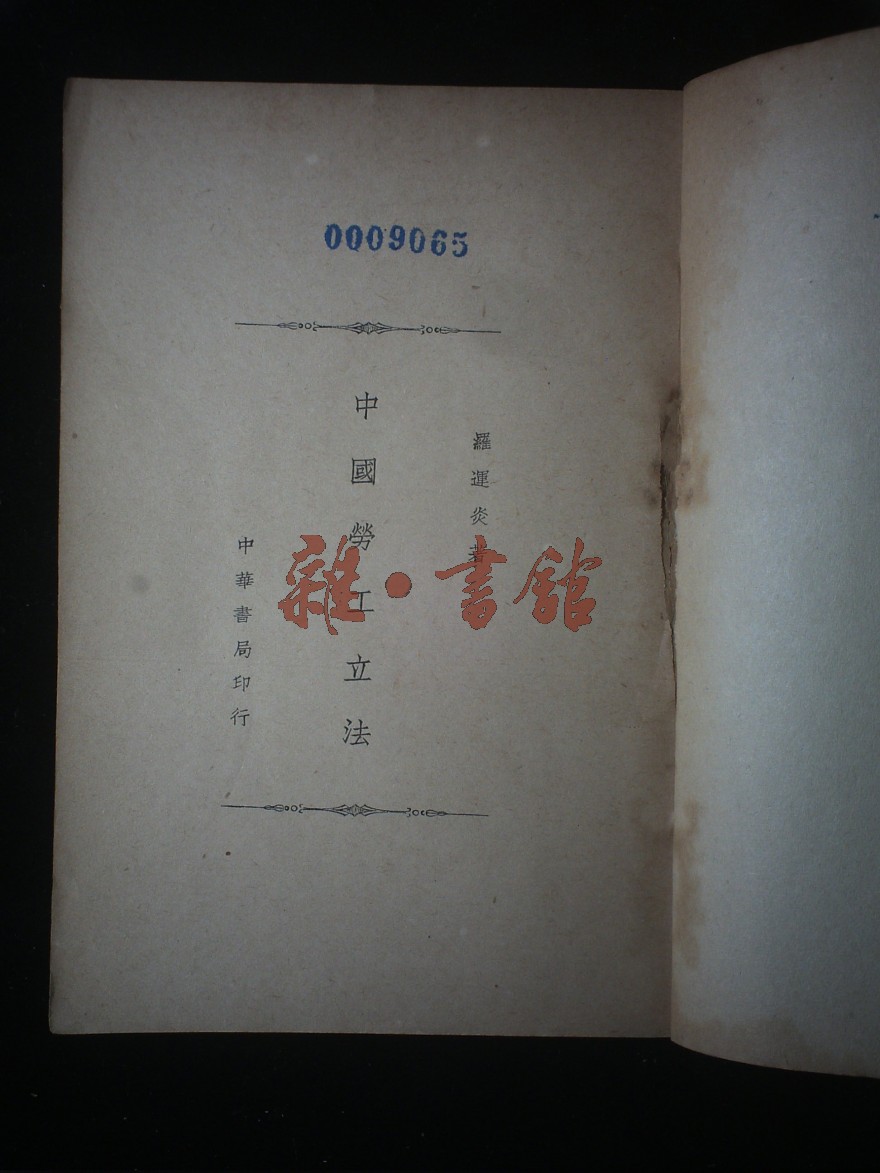 0009065
羅運炎著
中國勞工立法
中華書局印行
雜·書館